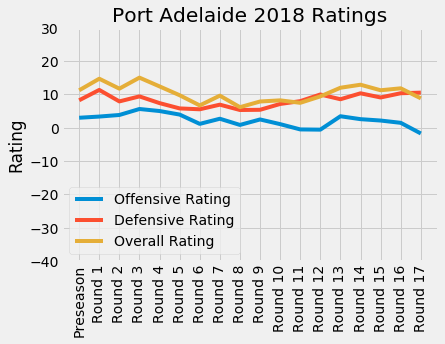 Port Adelaide 2018 Ratings
30
20
10
0
−10
−20
−30
−40
Rating
Offensive Rating
Defensive Rating
Overall Rating
Preseason
Round 1
Round 2
Round 3
Round 4
Round 5
Round 6
Round 7
Round 8
Round 9
Round 10
Round 11
Round 12
Round 13
Round 14
Round 15
Round 16
Round 17